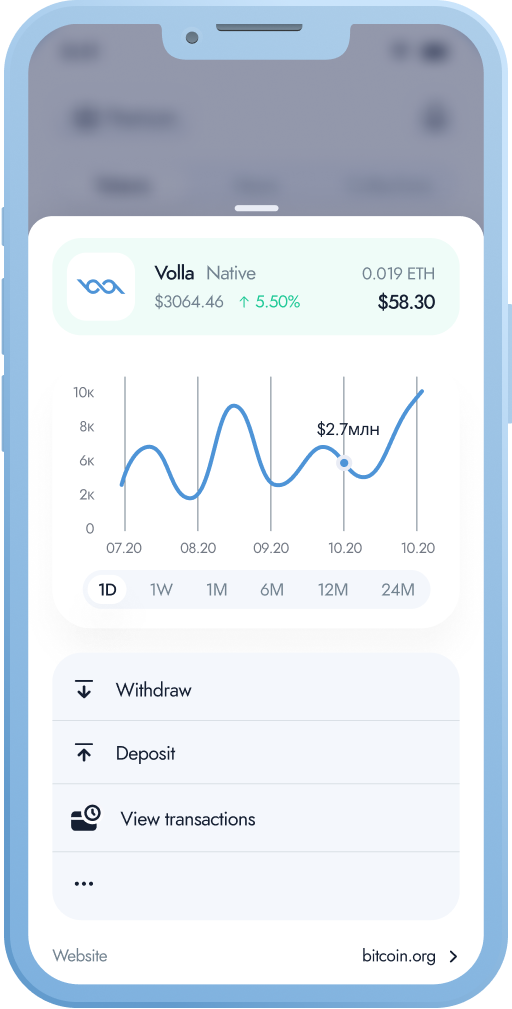 Volla Native 0.019 ETH
$3064.46 ↑ 5.50% $58.30
10к
8к
$2.7млн
6к
2к
0
07.20 08.20 09.20 10.20 10.20
1D 1W 1M 6M 12M 24M
Withdraw
Deposit
View transactions
...
Website bitcoin.org